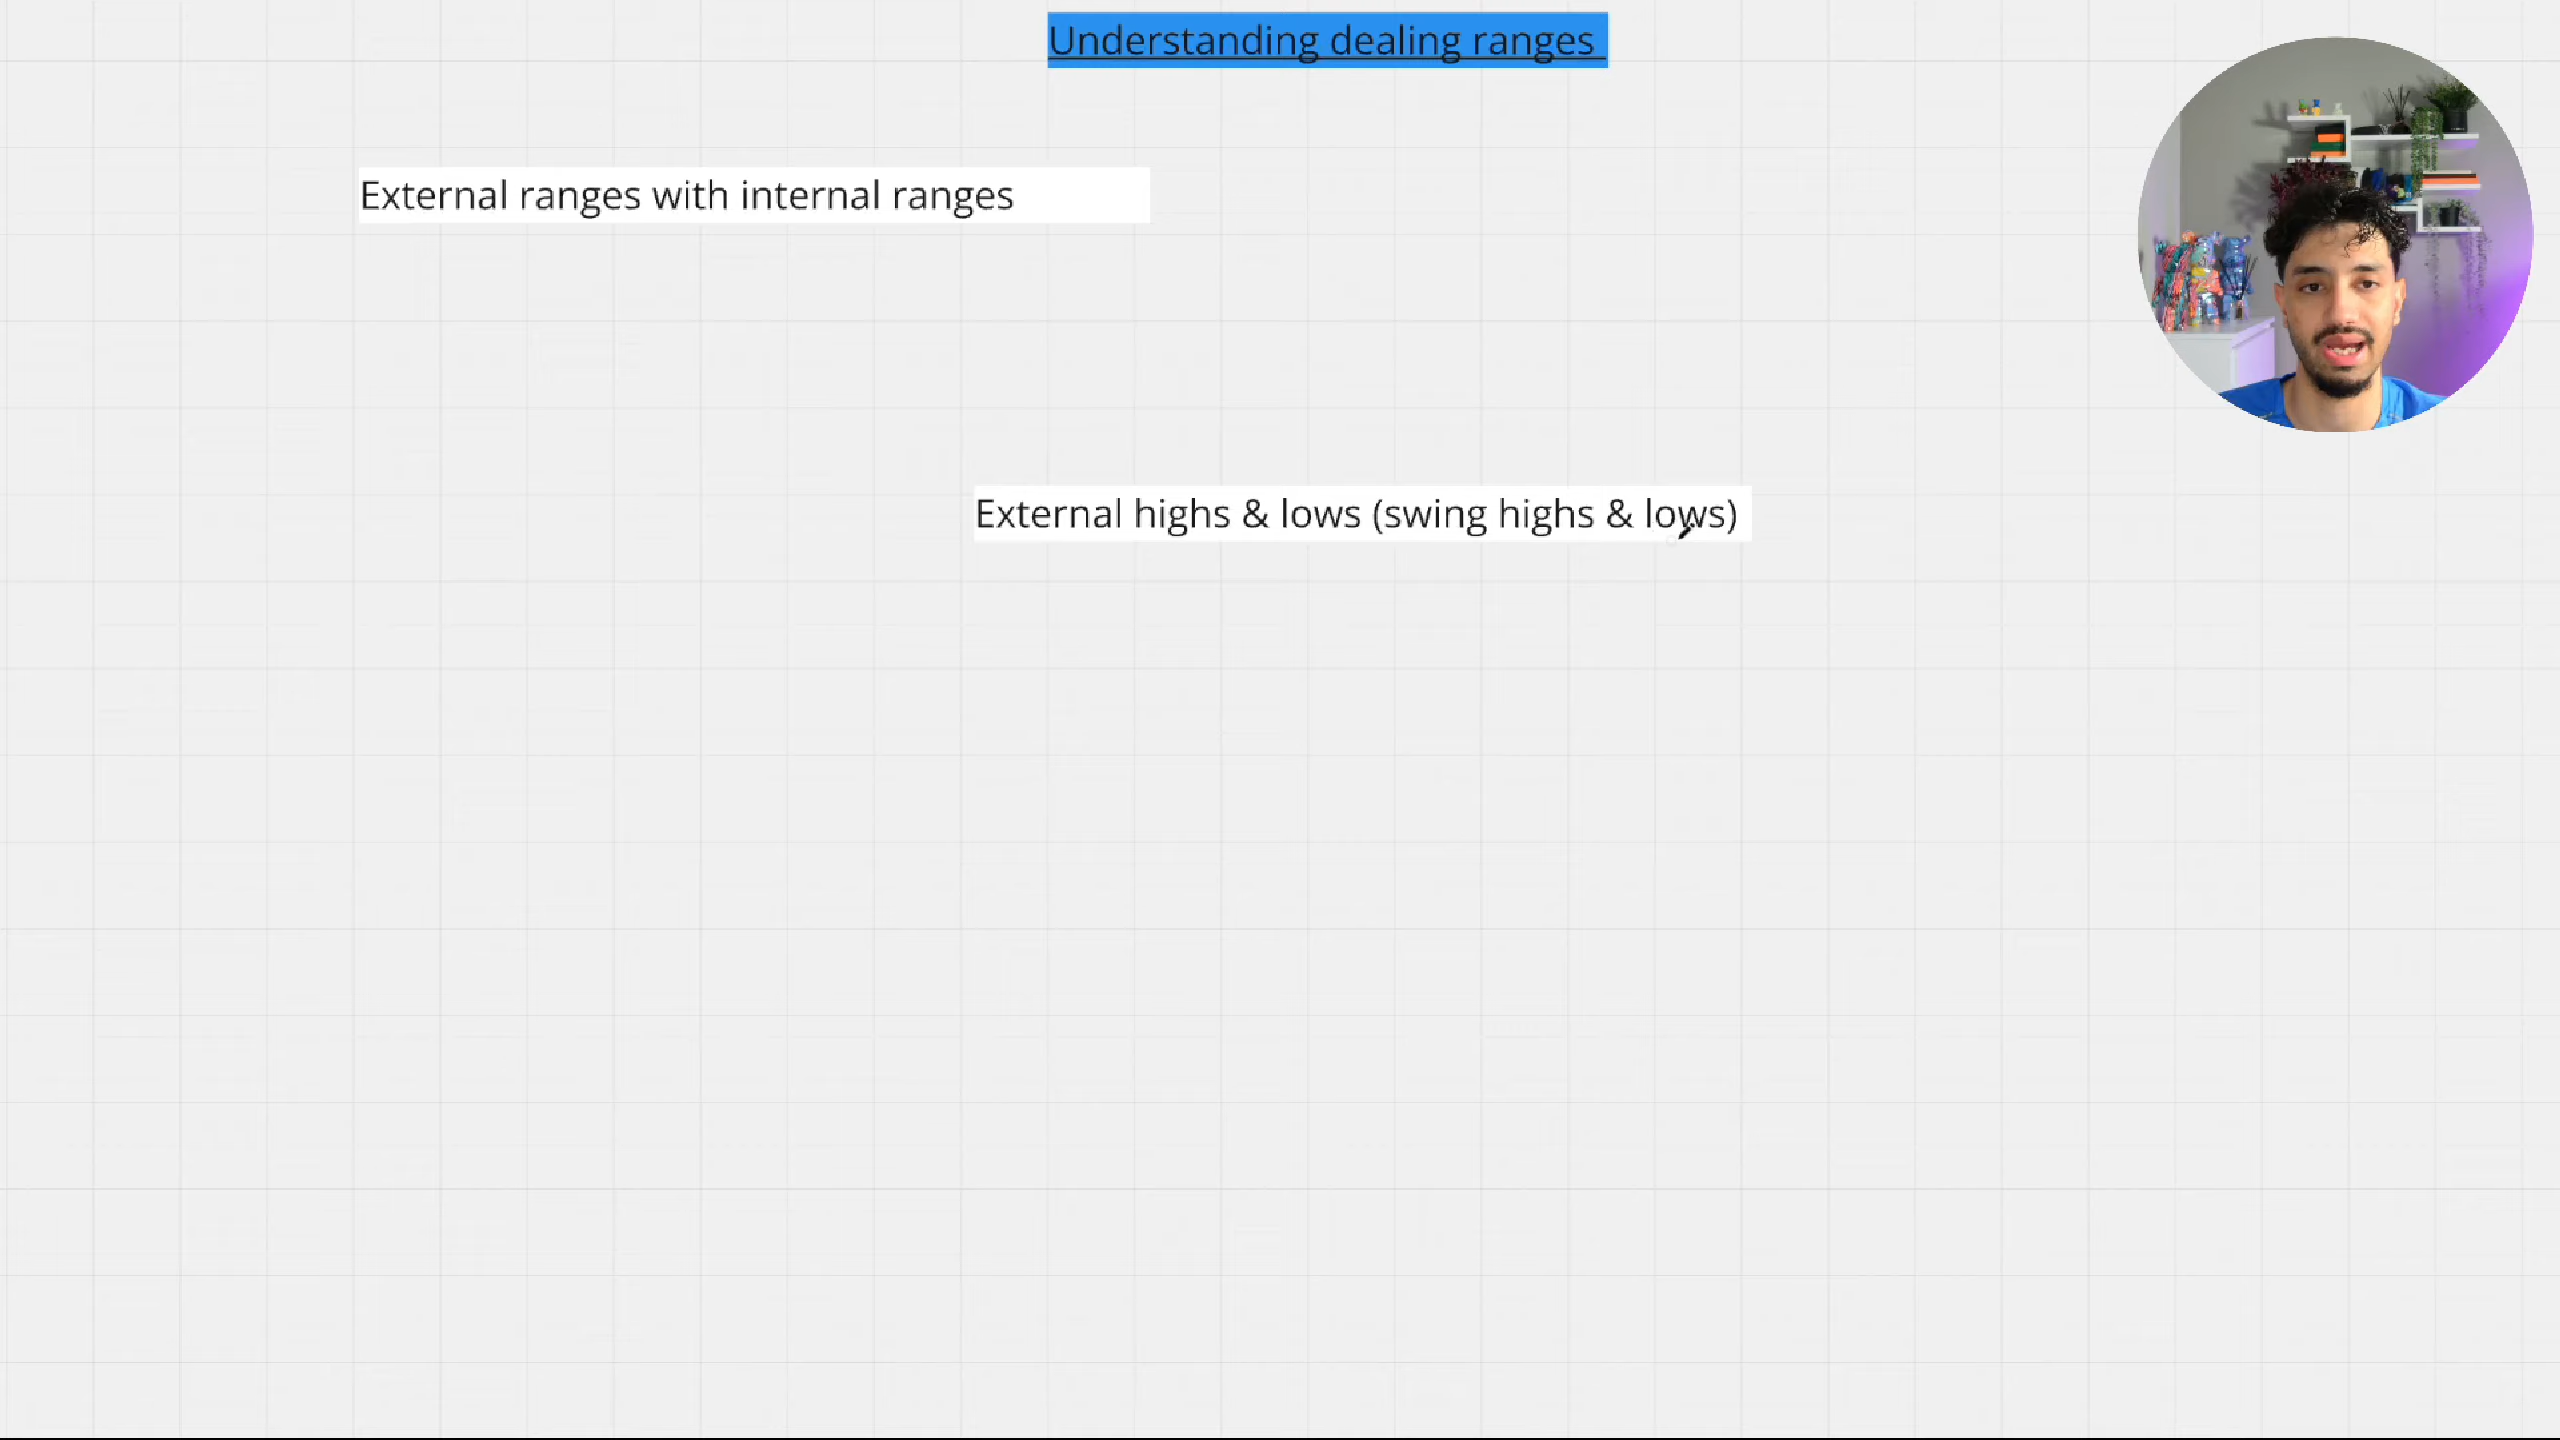 Understanding dealing ranges
External ranges with internal ranges
External highs & lows (swing highs & lows)